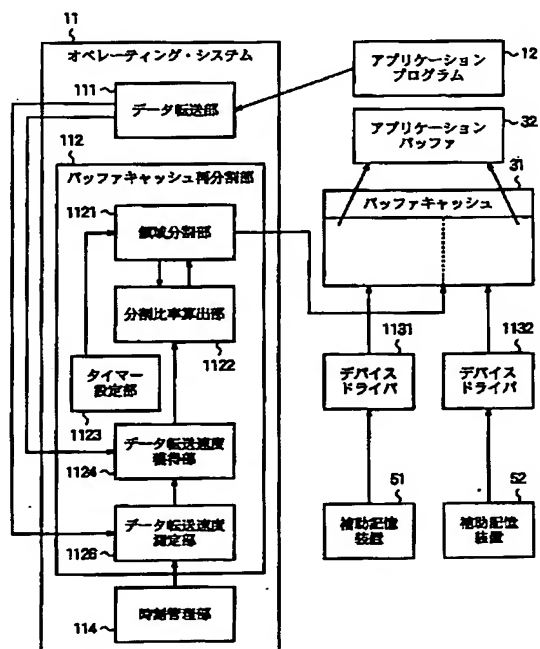 11
オペレーティング・システム
111
データ転送部
112
バッファキャッシュ再分割部
1121
領域分割部
分割比率算出部
1122
タイマー
設定部
1123
データ転送速度
獲得部
1124
データ転送速度
測定部
1126
時刻管理部
114
アプリケーション
プログラム
12
アプリケーション
バッファ
32
31
バッファキャッシュ
1131
デバイス
ドライバ
1132
デバイス
ドライバ
51
補助記憶
装置
52
補助記憶
装置